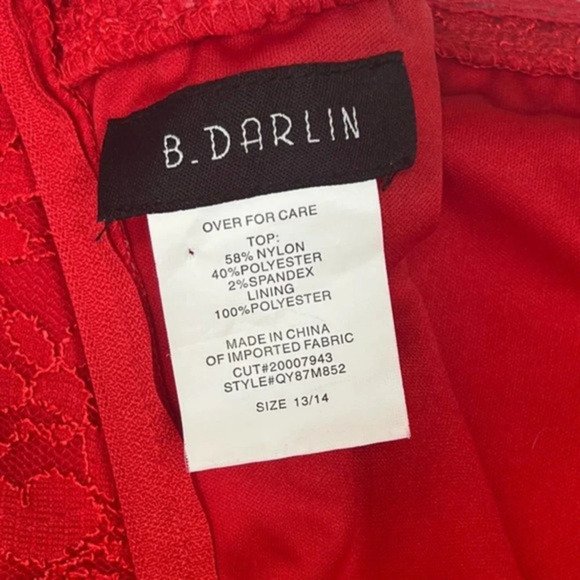 B.DARLIN
OVER FOR CARE
TOP:
58% NYLON
40%POLYESTER
2%SPANDEX
LINING
100%POLYESTER
MADE IN CHINA
OF IMPORTED FABRIC
CUT#20007943
STYLE#QY87M852
SIZE 13/14